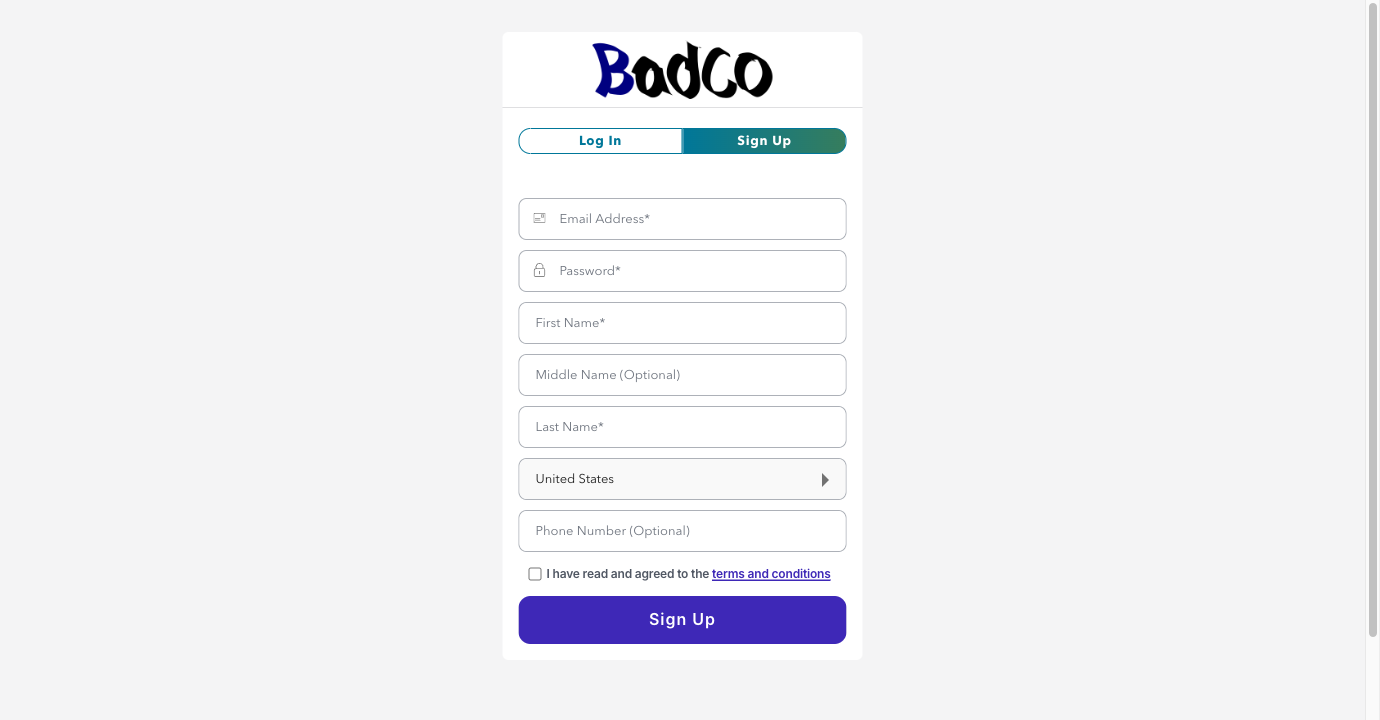 BadCo
Log In
Sign Up
Email Address*
Password*
First Name*
Middle Name (Optional)
Last Name*
United States
Phone Number (Optional)
I have read and agreed to the terms and conditions
Sign Up